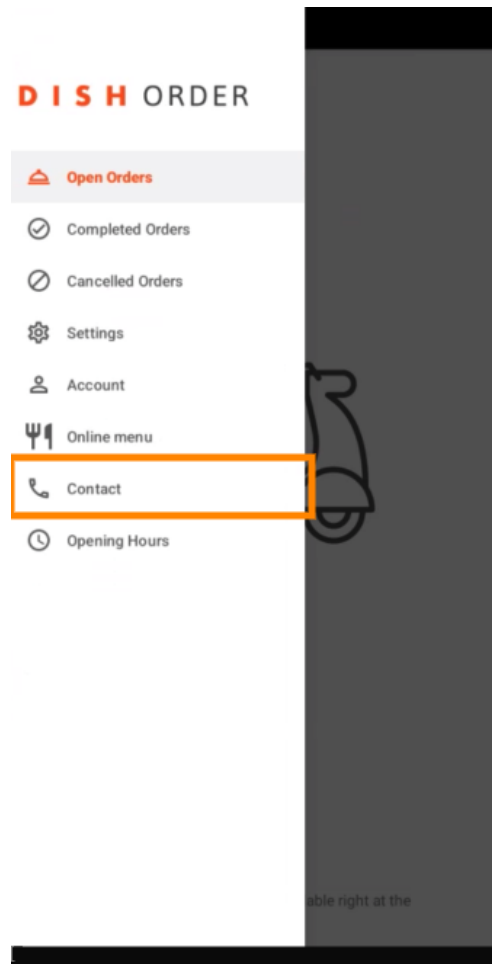 DISH ORDER
Open Orders
Completed Orders
Cancelled Orders
Settings
Account
Online menu
Contact
Opening Hours
able right at the